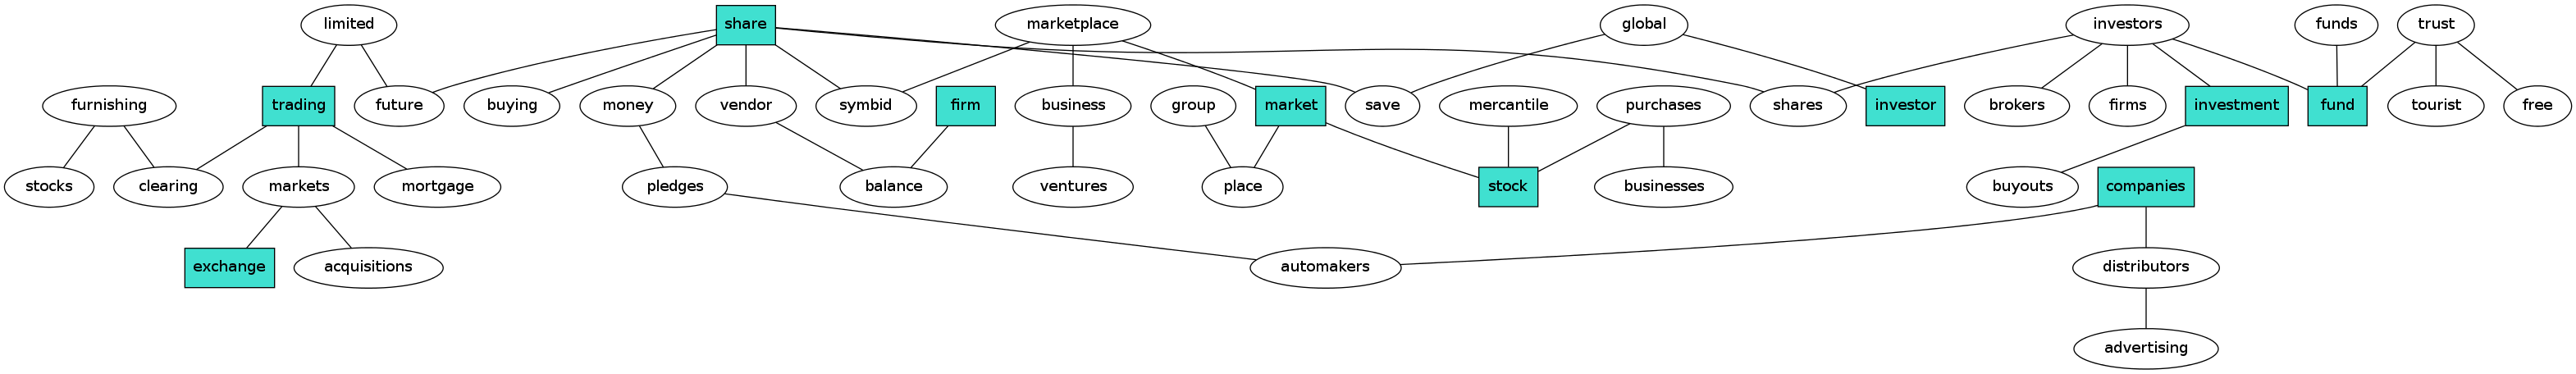 limited
share
marketplace
global
investors
funds
trust
furnishing
trading
future
buying
money
vendor
symbid
firm
business
group
market
save
mercantile
purchases
shares
investor
brokers
firms
investment
fund
tourist
free
stocks
clearing
markets
mortgage
pledges
balance
ventures
place
stock
businesses
buyouts
companies
exchange
acquisitions
automakers
distributors
advertising